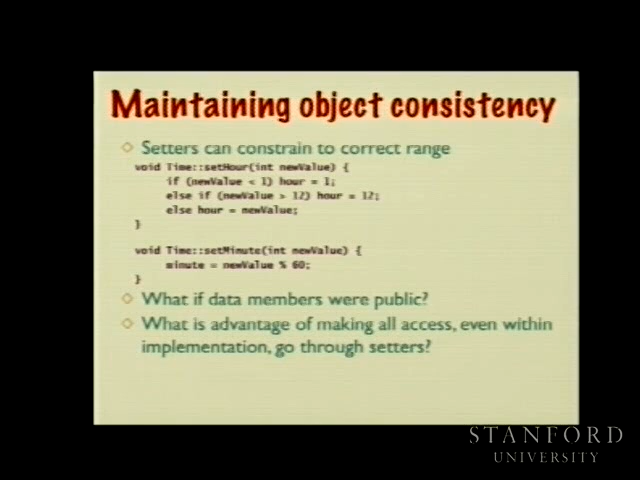 Maintaining object consistency
Setters can constrain to correct range
void Time::setHour(int newValue) {
if (newValue < 1) hour = 1;
else if (newValue > 12) hour = 12;
else hour = newValue;
}
void Time::setMinute(int newValue) {
minute = newValue % 60;
}
What if data members were public?
What is advantage of making all access, even within
implementation, go through setters?
STANFORD
UNIVERSITY